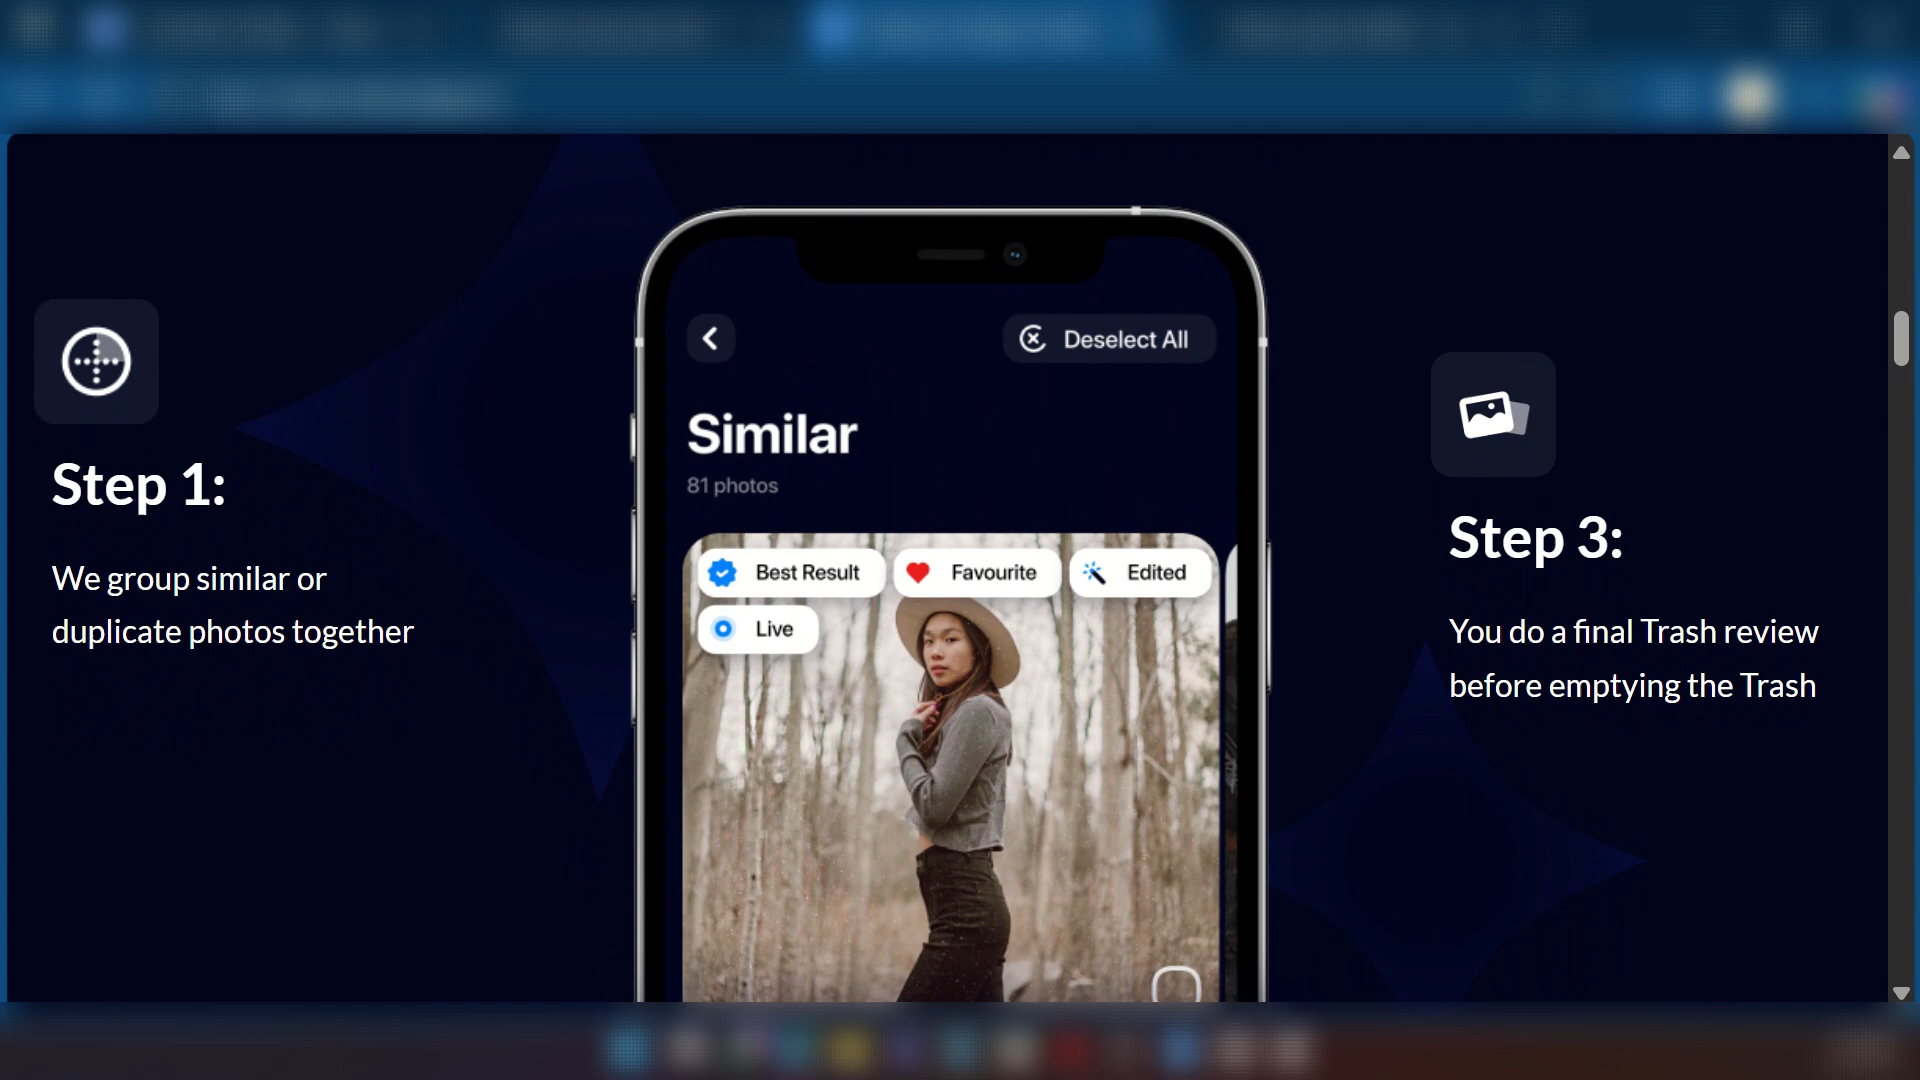 Step 1:
We group similar or
duplicate photos together
Deselect All
Similar
81 photos
Best Result
Favourite
Edited
Live
Step 3:
You do a final Trash review
before emptying the Trash